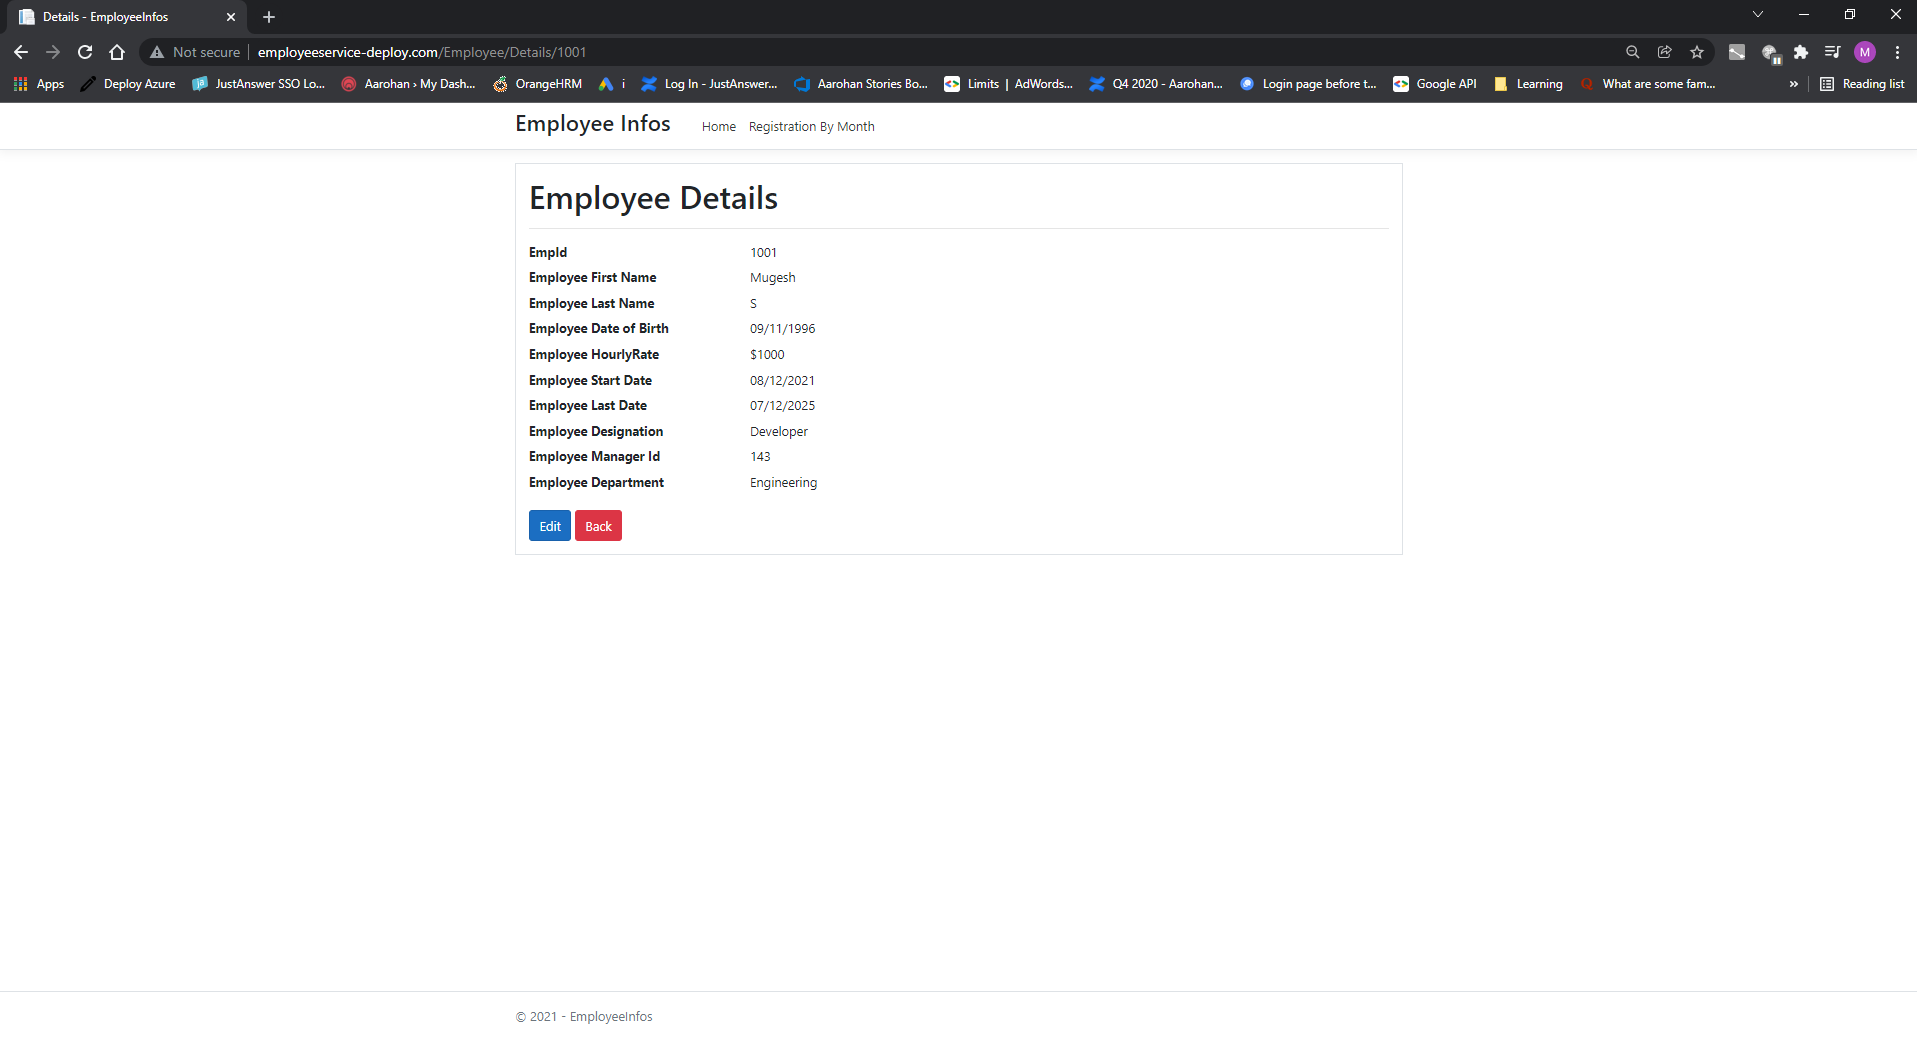 Details - EmployeeInfos
Not secure employeeservice-deploy.com/Employee/Details/1001 M
Apps Deploy Azure JustAnswer SSO Lo... Aarohan › My Dash... OrangeHRM i Log In - JustAnswer... Aarohan Stories Bo... Limits | AdWords... Q4 2020 - Aarohan... Login page before t... Google API Learning What are some fam... » Reading list
Employee Infos Home Registration By Month
Employee Details
EmpId 1001
Employee First Name Mugesh
Employee Last Name S
Employee Date of Birth 09/11/1996
Employee HourlyRate $1000
Employee Start Date 08/12/2021
Employee Last Date 07/12/2025
Employee Designation Developer
Employee Manager Id 143
Employee Department Engineering
Edit Back
© 2021 - EmployeeInfos